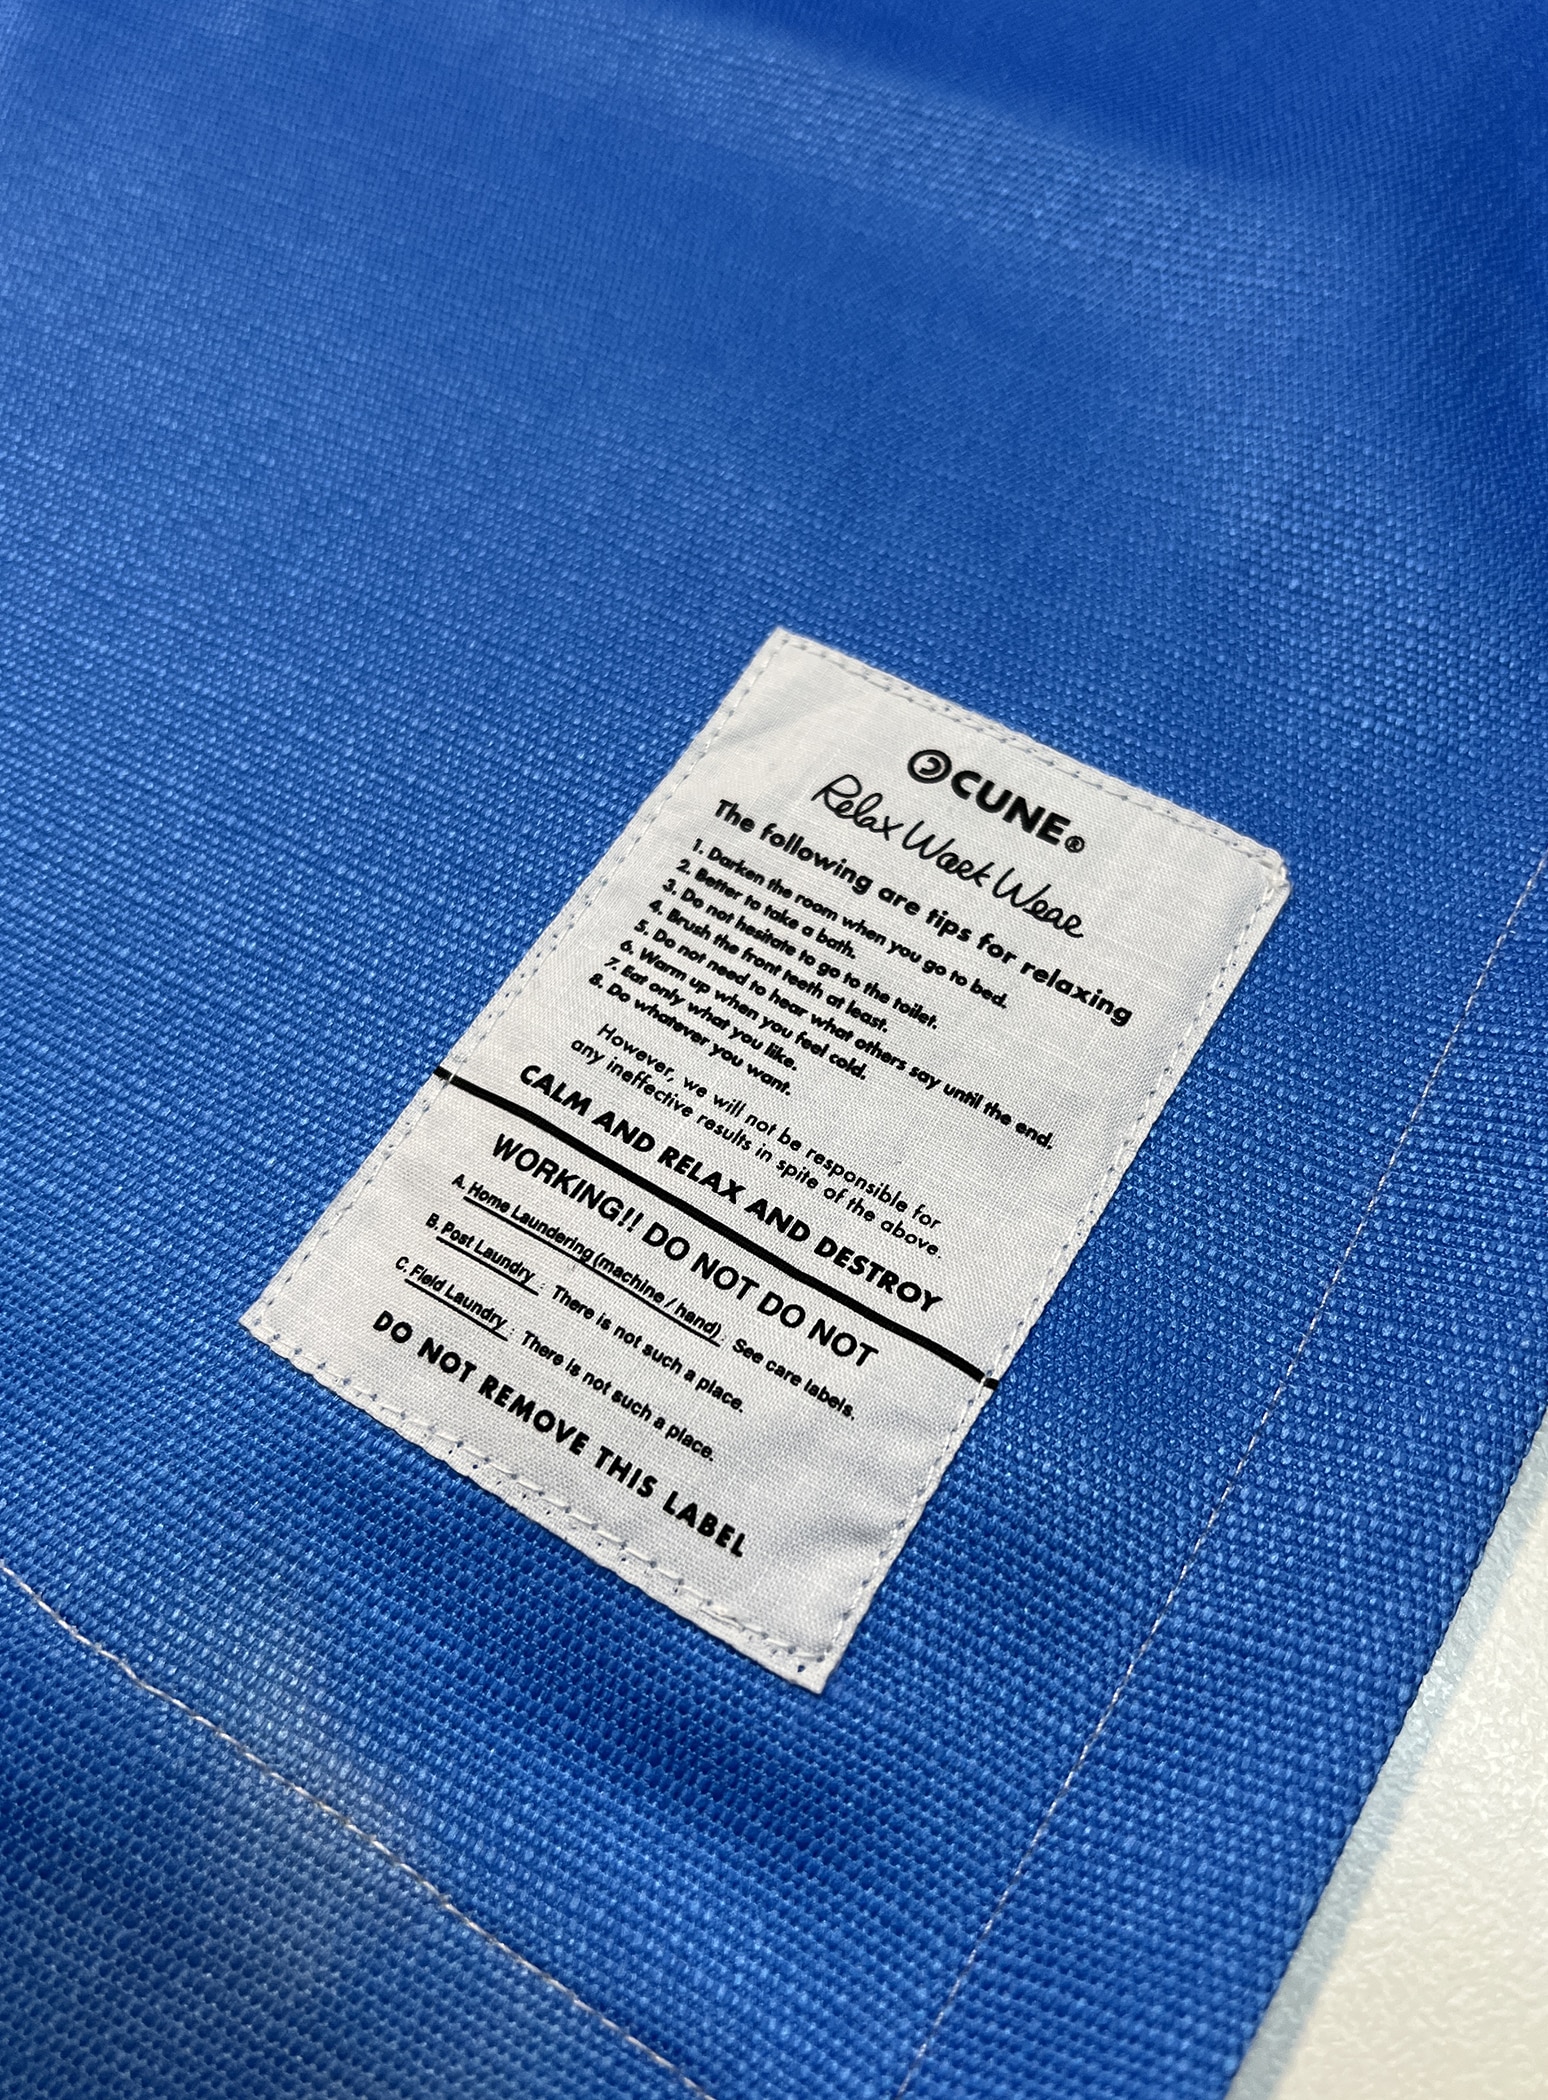 CUNE®
Relax Work Wear
The following are tips for relaxing
1. Darken the room when you go to bed.
2. Better to take a bath.
3. Do not hesitate to go to the toilet.
4. Brush the front teeth at least.
5. Do not need to hear what others say until the end.
6. Warm up when you feel cold.
7. Eat only what you like.
8. Do whatever you want.
However, we will not be responsible for
any ineffective results in spite of the above.
CALM AND RELAX AND DESTROY
WORKING!! DO NOT DO NOT
A. Home Laundering (machine / hand) : See care labels.
B. Post Laundry : There is not such a place.
C. Field Laundry : There is not such a place.
DO NOT REMOVE THIS LABEL